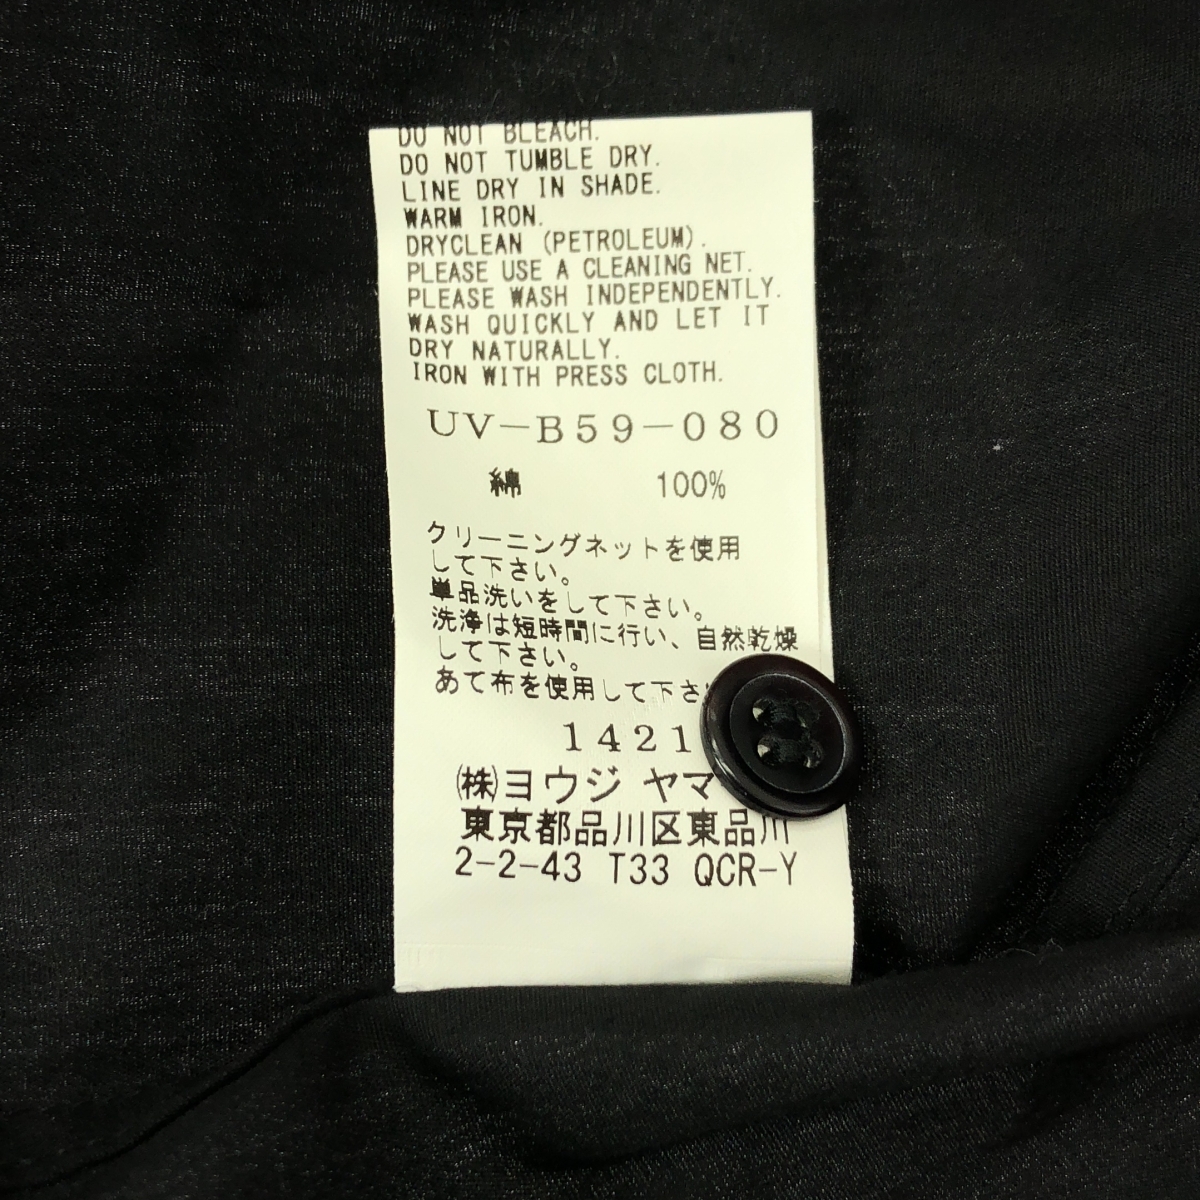 DO NOT BLEACH.
DO NOT TUMBLE DRY.
LINE DRY IN SHADE.
WARM IRON.
DRYCLEAN (PETROLEUM).
PLEASE USE A CLEANING NET.
PLEASE WASH INDEPENDENTLY.
WASH QUICKLY AND LET IT
DRY NATURALLY.
IRON WITH PRESS CLOTH.
UV-B59-080
綿 100%
クリーニングネットを使用
して下さい。
単品洗いをして下さい。
洗浄は短時間に行い、自然乾燥
して下さい。
あて布を使用して下さ
1421
㈱ヨウジ ヤマ
東京都品川区東品川
2-2-43 T33 QCR-Y